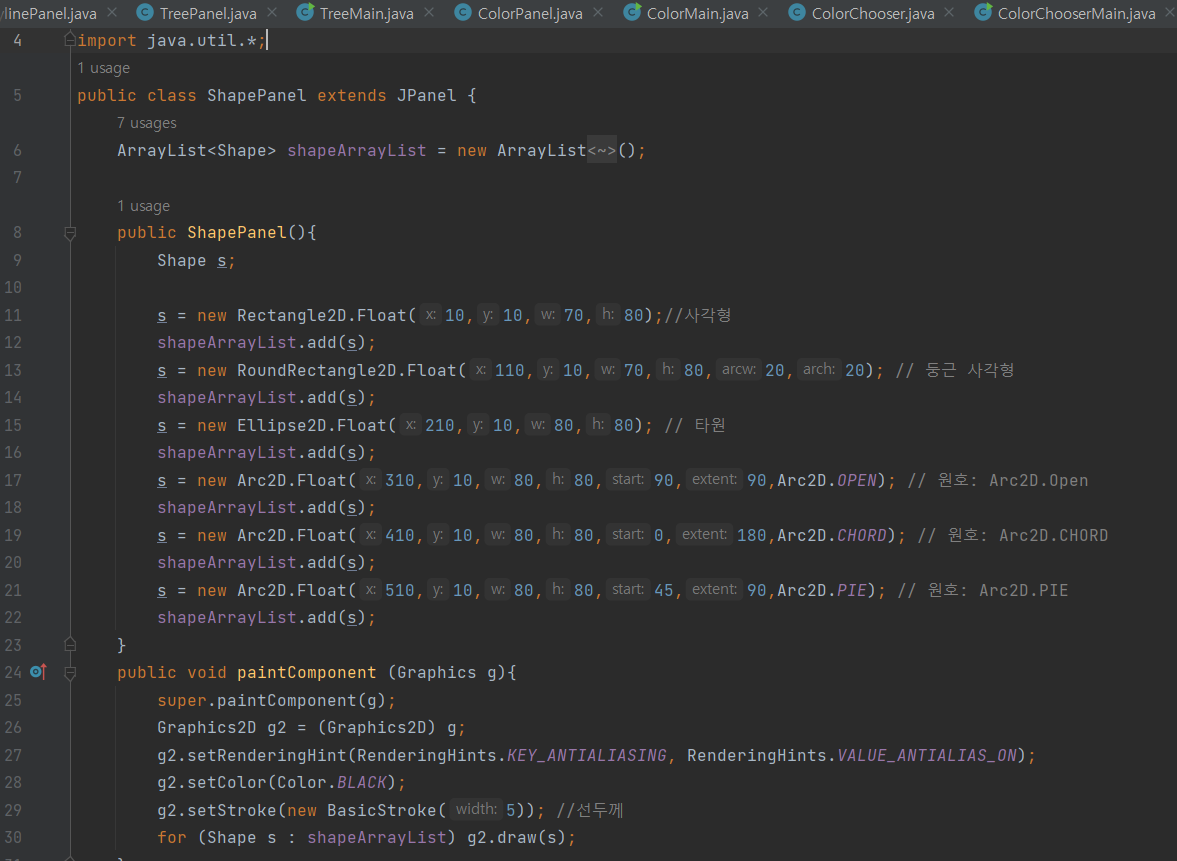 linePanel.java TreePanel.java TreeMain.java ColorPanel.java ColorMain.java ColorChooser.java ColorChooserMain.java
4 import java.util.*;
1 usage
5 public class ShapePanel extends JPanel {
7 usages
6 ArrayList<Shape> shapeArrayList = new ArrayList<~>();
7
1 usage
8 public ShapePanel(){
9 Shape s;
10
11 s = new Rectangle2D.Float( x: 10, y: 10, w: 70, h: 80);//사각형
12 shapeArrayList.add(s);
13 s = new RoundRectangle2D.Float( x: 110, y: 10, w: 70, h: 80, arcw: 20, arch: 20); // 둥근 사각형
14 shapeArrayList.add(s);
15 s = new Ellipse2D.Float( x: 210, y: 10, w: 80, h: 80); // 타원
16 shapeArrayList.add(s);
17 s = new Arc2D.Float( x: 310, y: 10, w: 80, h: 80, start: 90, extent: 90,Arc2D.OPEN); // 원호: Arc2D.Open
18 shapeArrayList.add(s);
19 s = new Arc2D.Float( x: 410, y: 10, w: 80, h: 80, start: 0, extent: 180,Arc2D.CHORD); // 원호: Arc2D.CHORD
20 shapeArrayList.add(s);
21 s = new Arc2D.Float( x: 510, y: 10, w: 80, h: 80, start: 45, extent: 90,Arc2D.PIE); // 원호: Arc2D.PIE
22 shapeArrayList.add(s);
23 }
24 public void paintComponent (Graphics g){
25 super.paintComponent(g);
26 Graphics2D g2 = (Graphics2D) g;
27 g2.setRenderingHint(RenderingHints.KEY_ANTIALIASING, RenderingHints.VALUE_ANTIALIAS_ON);
28 g2.setColor(Color.BLACK);
29 g2.setStroke(new BasicStroke( width: 5)); //선두께
30 for (Shape s : shapeArrayList) g2.draw(s);